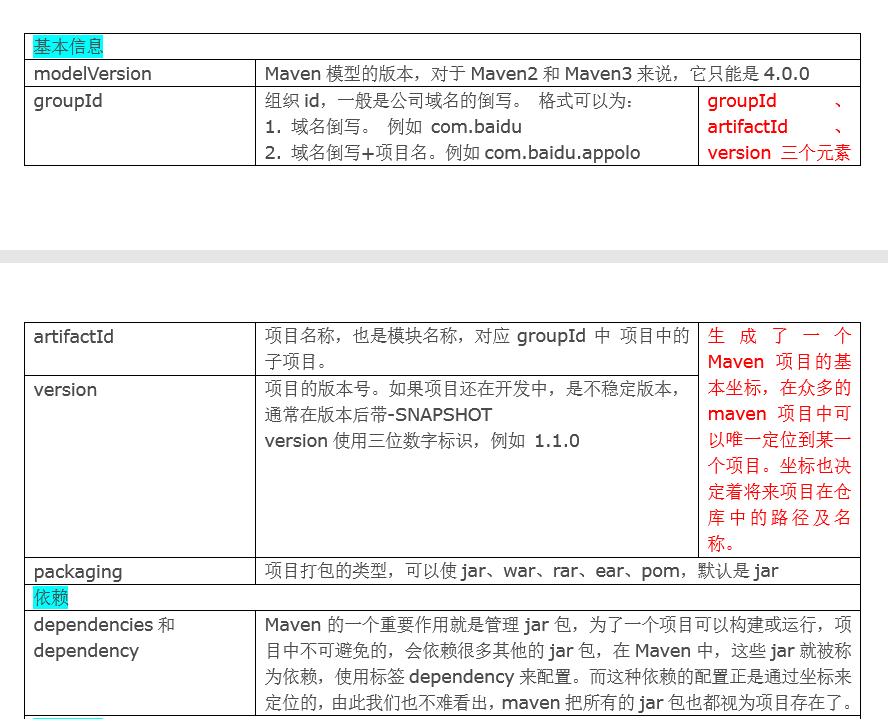 基本信息
modelVersion
Maven 模型的版本，对于 Maven2 和 Maven3 来说，它只能是 4.0.0
groupId
组织 id，一般是公司域名的倒写。 格式可以为：
1. 域名倒写。 例如 com.baidu
2. 域名倒写+项目名。例如 com.baidu.appolo
groupId 、
artifactId 、
version 三个元素
artifactId
项目名称，也是模块名称，对应 groupId 中 项目中的
子项目。
version
项目的版本号。如果项目还在开发中，是不稳定版本，
通常在版本后带-SNAPSHOT
version 使用三位数字标识，例如 1.1.0
生成了一个
Maven 项目的基
本坐标，在众多的
maven 项目中可
以唯一定位到某一
个项目。坐标也决
定着将来项目在仓
库中的路径及名
称。
packaging
项目打包的类型，可以使 jar、war、rar、ear、pom，默认是 jar
依赖
dependencies 和
dependency
Maven 的一个重要作用就是管理 jar 包，为了一个项目可以构建或运行，项
目中不可避免的，会依赖很多其他的 jar 包，在 Maven 中，这些 jar 就被称
为依赖，使用标签 dependency 来配置。而这种依赖的配置正是通过坐标来
定位的，由此我们也不难看出，maven 把所有的 jar 包也都视为项目存在了。